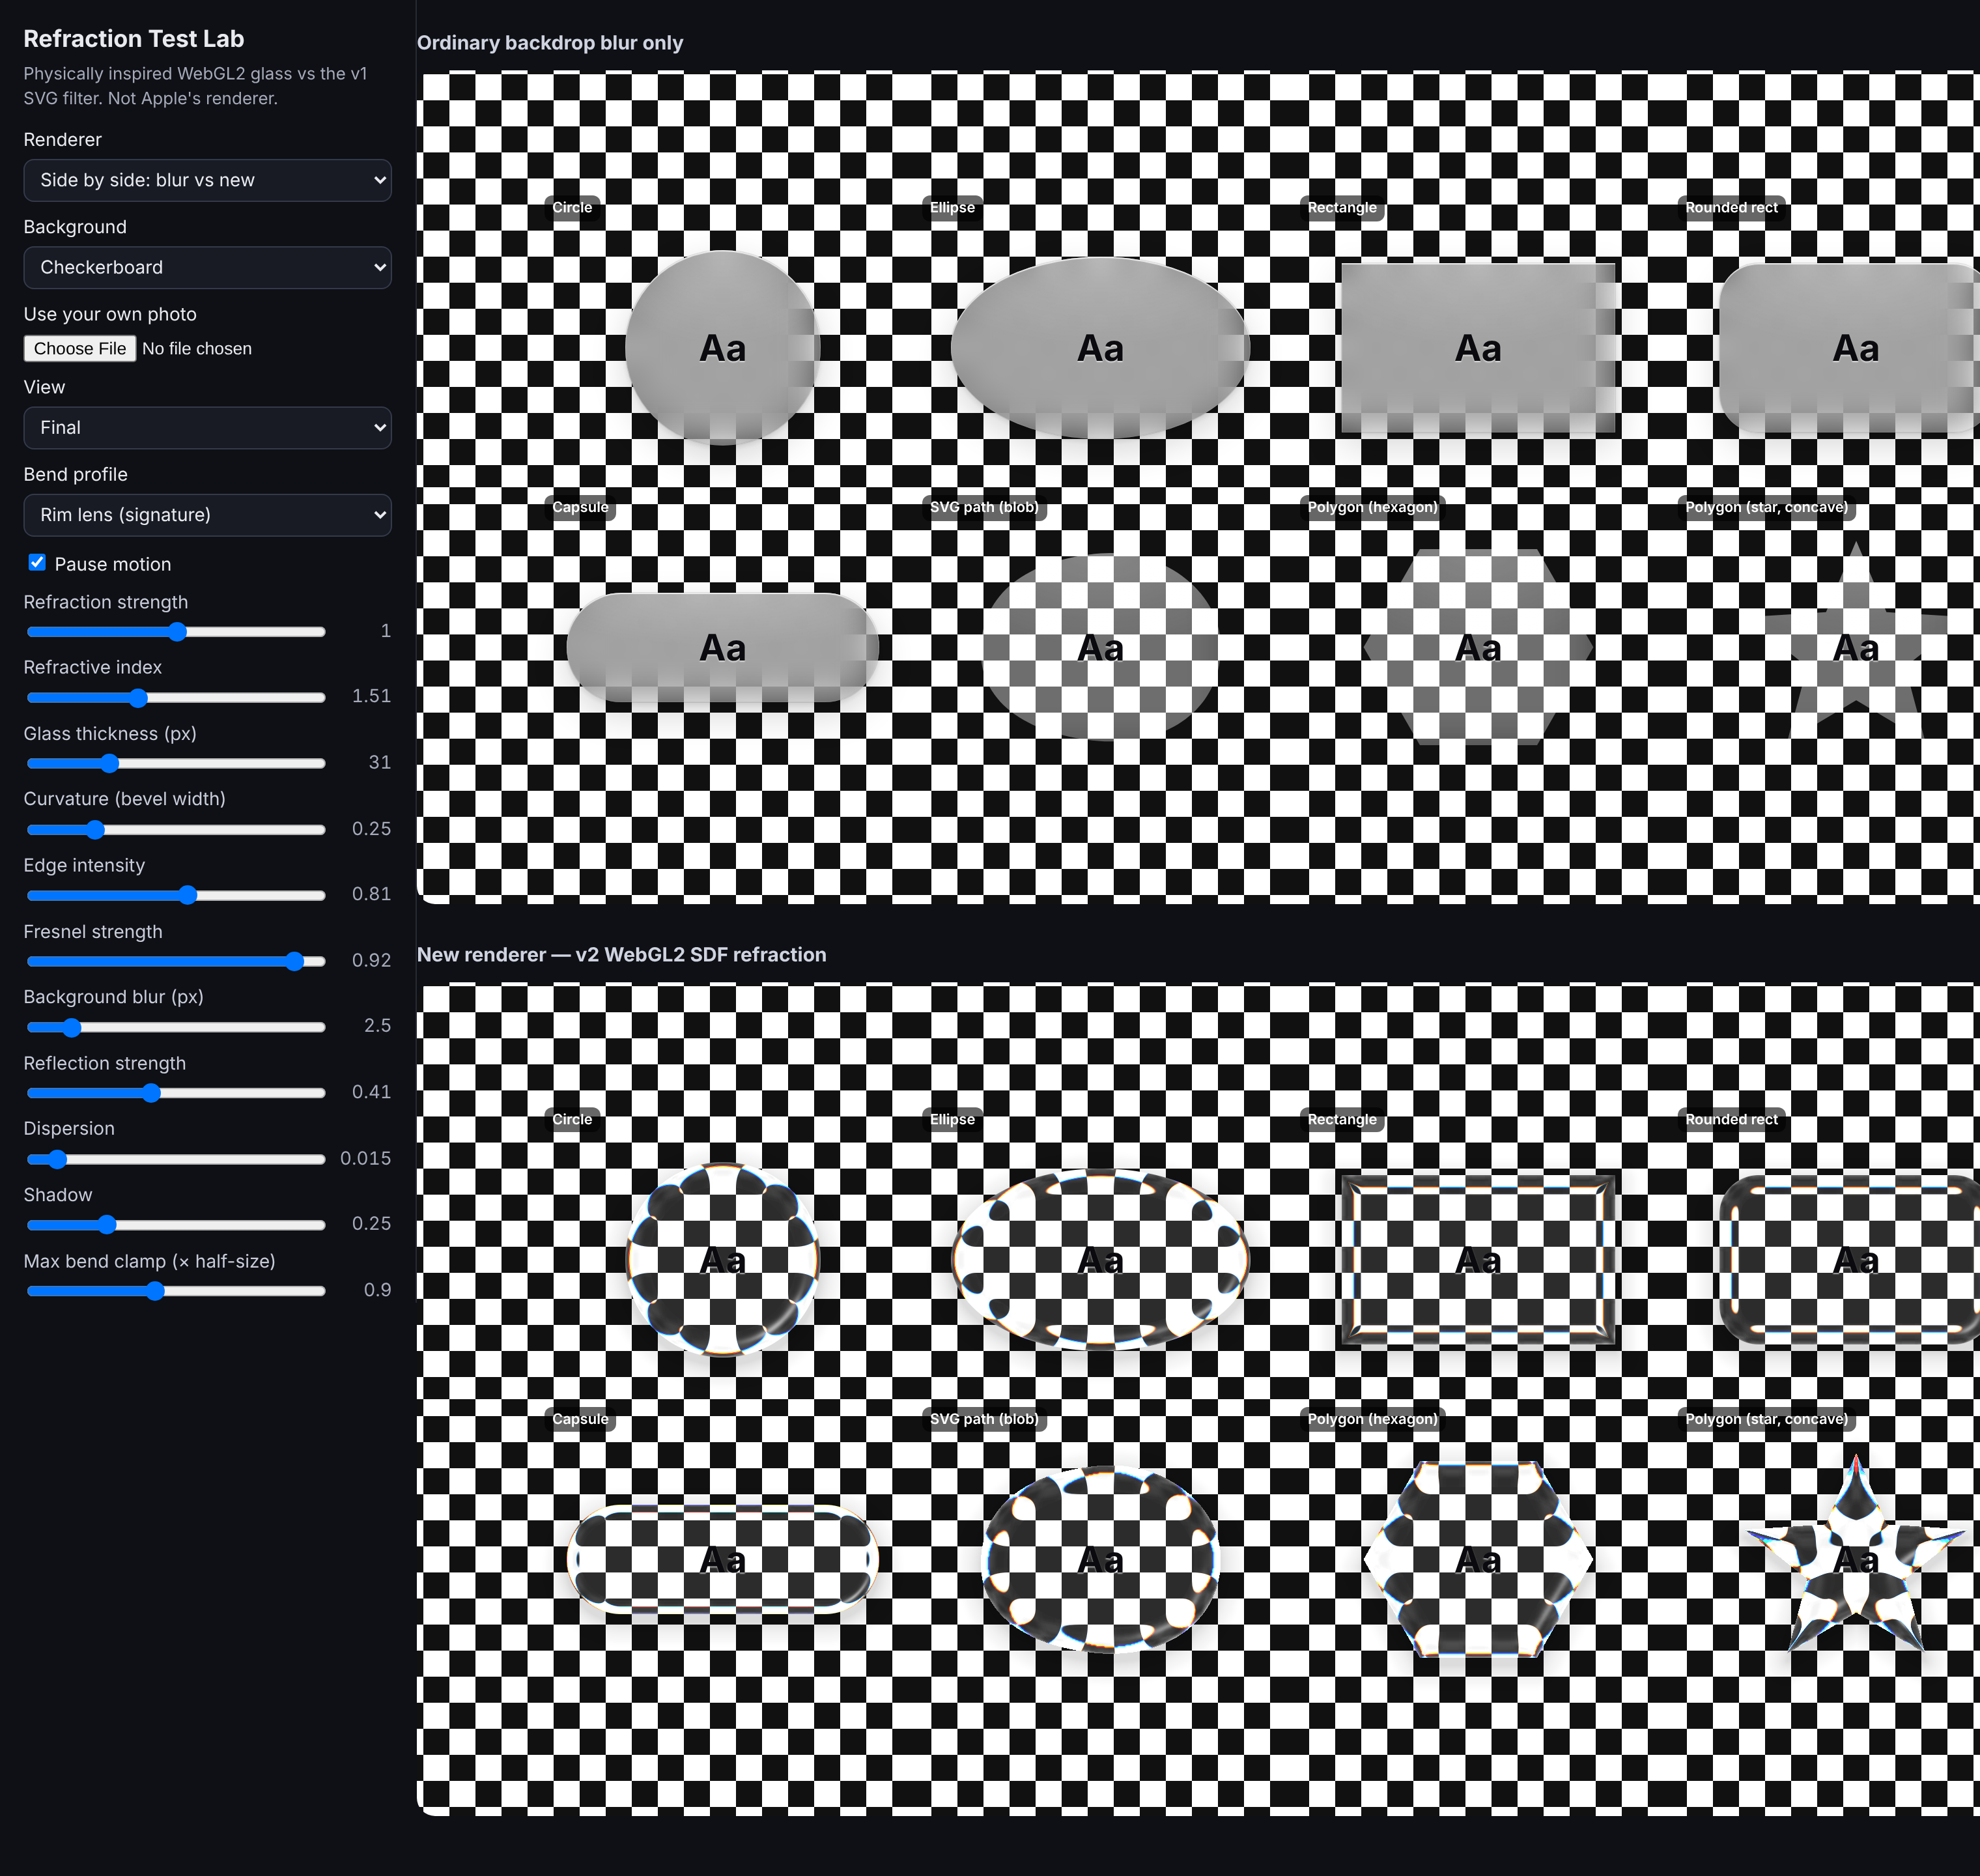 Refraction Test Lab
Physically inspired WebGL2 glass vs the v1
SVG filter. Not Apple's renderer.
Renderer
Side by side: blur vs new
Background
Checkerboard
Use your own photo
Choose File No file chosen
View
Final
Bend profile
Rim lens (signature)
Pause motion
Refraction strength
1
Refractive index
1.51
Glass thickness (px)
31
Curvature (bevel width)
0.25
Edge intensity
0.81
Fresnel strength
0.92
Background blur (px)
2.5
Reflection strength
0.41
Dispersion
0.015
Shadow
0.25
Max bend clamp (× half-size)
0.9
Ordinary backdrop blur only
Circle
Ellipse
Rectangle
Rounded rect
Aa
Aa
Aa
Aa
Capsule
SVG path (blob)
Polygon (hexagon)
Polygon (star, concave)
Aa
Aa
Aa
Aa
New renderer — v2 WebGL2 SDF refraction
Circle
Ellipse
Rectangle
Rounded rect
Aa
Aa
Aa
Aa
Capsule
SVG path (blob)
Polygon (hexagon)
Polygon (star, concave)
Aa
Aa
Aa
Aa